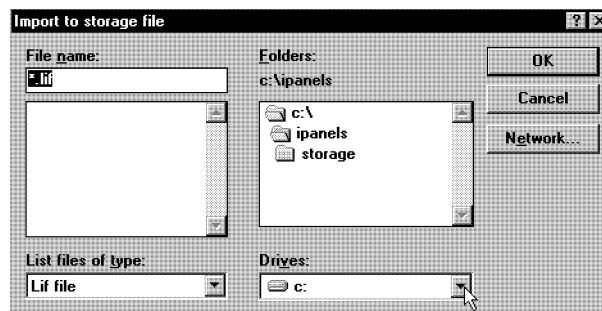 Import to storage file
File name:
*.lif
Folders:
c:\ipanels
c:\
ipanels
storage
OK
Cancel
Network...
List files of type:
Lif file
Drives:
c: